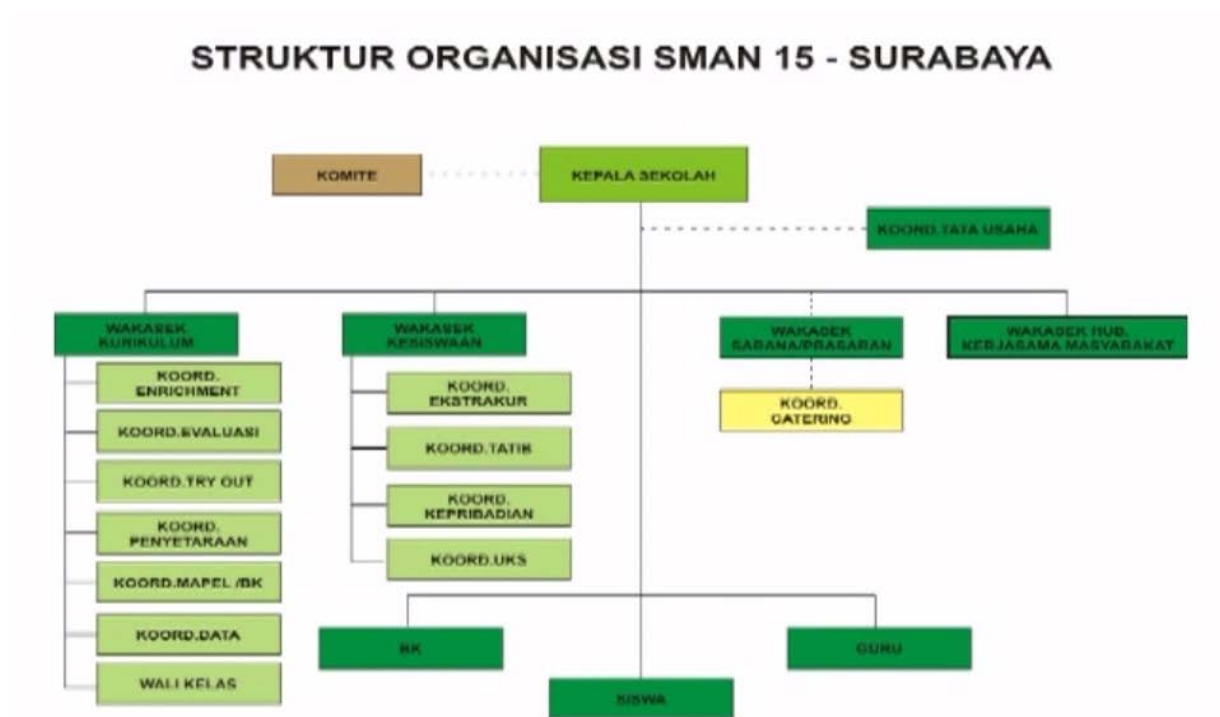 STRUKTUR ORGANISASI SMAN 15 - SURABAYA
KOMITE
KEPALA SEKOLAH
KOORD.TATA USAHA
WAKASEK
KURIKULUM
WAKASEK
KESISWAAN
WAKASEK
SARANA/PRASARAN
WAKASEK HUB.
KERJASAMA MASYARAKAT
KOORD.
ENRICHMENT
KOORD.EVALUASI
KOORD.TRY OUT
KOORD.
PENYETARAAN
KOORD.MAPEL /BK
KOORD.DATA
WALI KELAS
KOORD.
EKSTRAKUR
KOORD.TATIB
KOORD.
KEPRIBADIAN
KOORD.UKS
KOORD.
CATERING
BK
GURU
SISWA